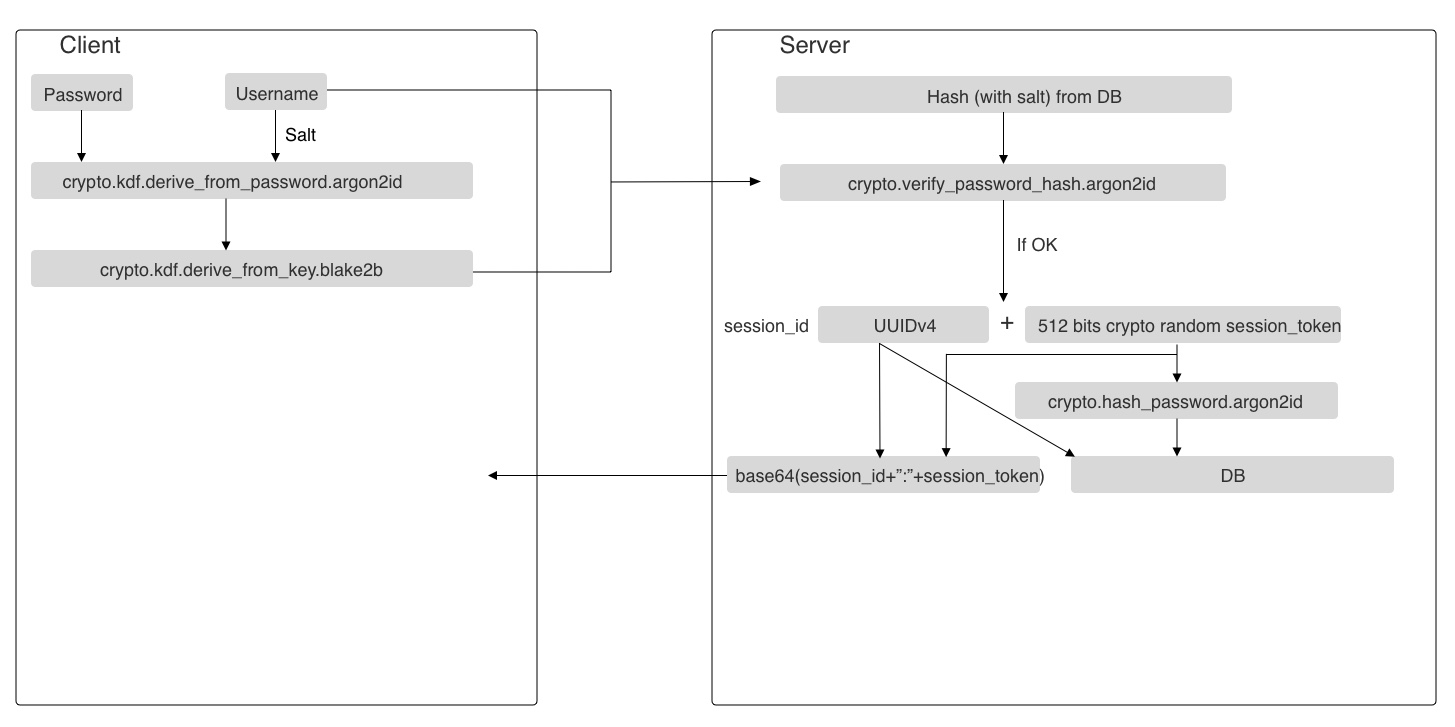 Client
Password
Username
Salt
crypto.kdf.derive_from_password.argon2id
crypto.kdf.derive_from_key.blake2b
Server
Hash (with salt) from DB
crypto.verify_password_hash.argon2id
If OK
session_id
UUIDv4
+
512 bits crypto random session_token
crypto.hash_password.argon2id
base64(session_id+”:”+session_token)
DB